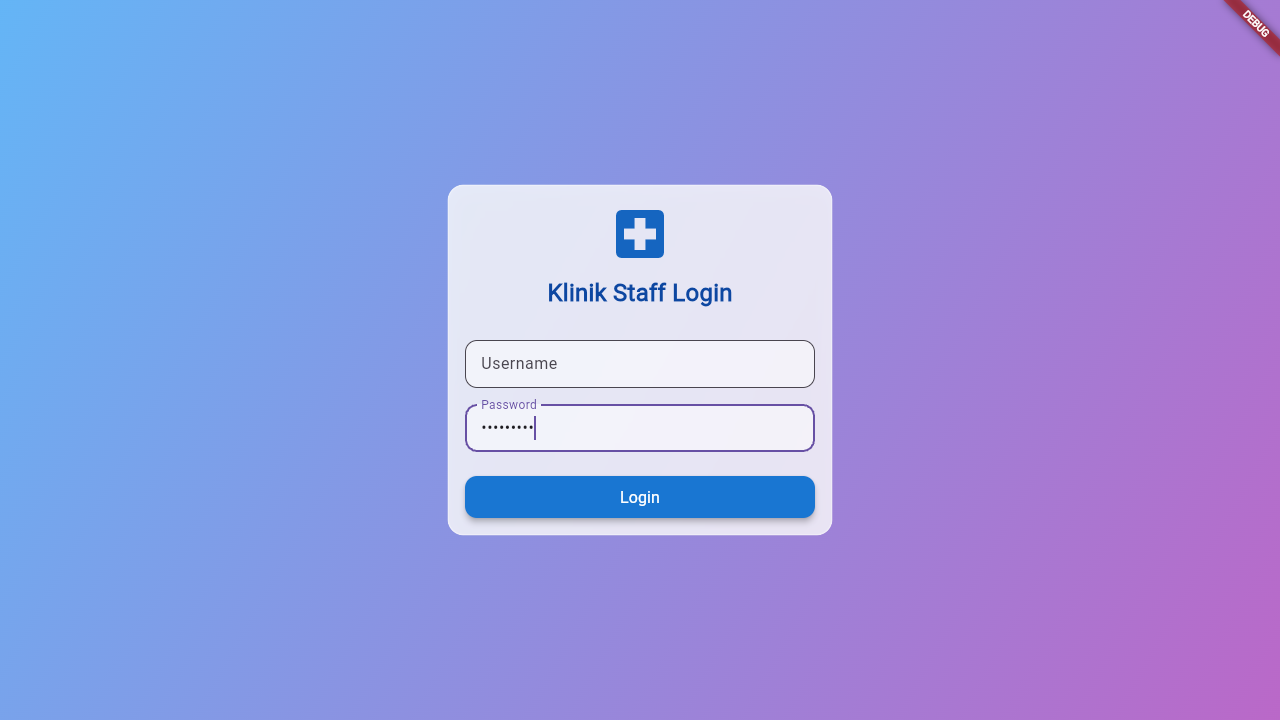 DEBUG
Klinik Staff Login
Username
Password
•••••••••
Login